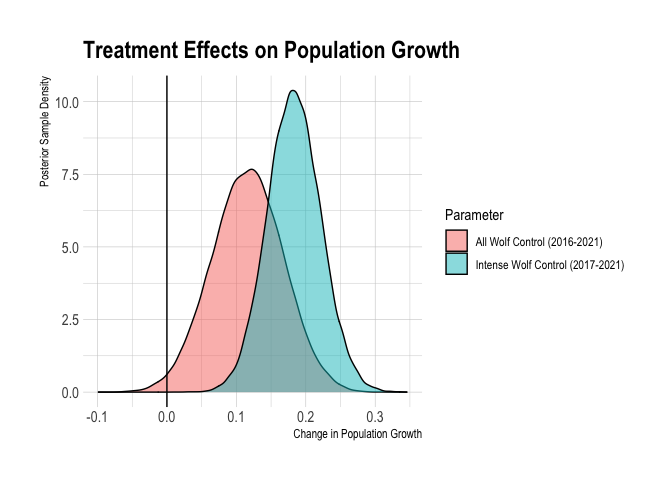 Treatment Effects on Population Growth
Posterior Sample Density
10.0
7.5
5.0
2.5
0.0
-0.1
0.0
0.1
0.2
0.3
Change in Population Growth
Parameter
All Wolf Control (2016-2021)
Intense Wolf Control (2017-2021)